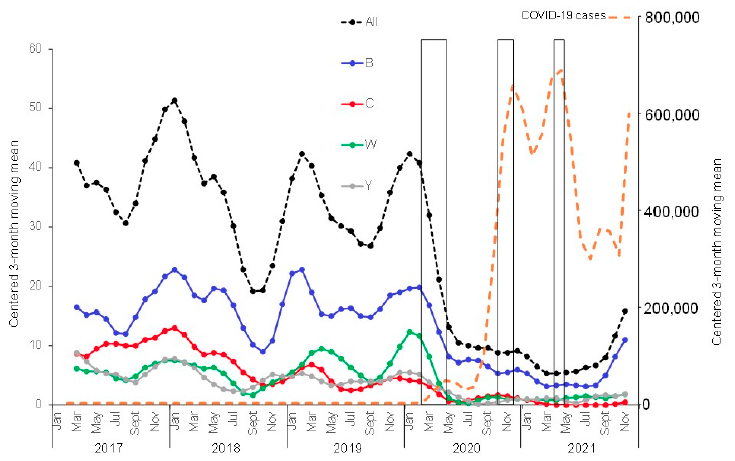 COVID-19 cases
800,000
All
60
B
50
C
600,000
W
40
Y
400,000
30
20
200,000
10
0
0
Centered 3-month moving mean
Centered 3-month moving mean
Jan Mar May Jul Sept Nov Jan Mar May Jul Sept Nov Jan Mar May Jul Sept Nov Jan Mar May Jul Sept Nov Jan Mar May Jul Sept Nov
2017 2018 2019 2020 2021